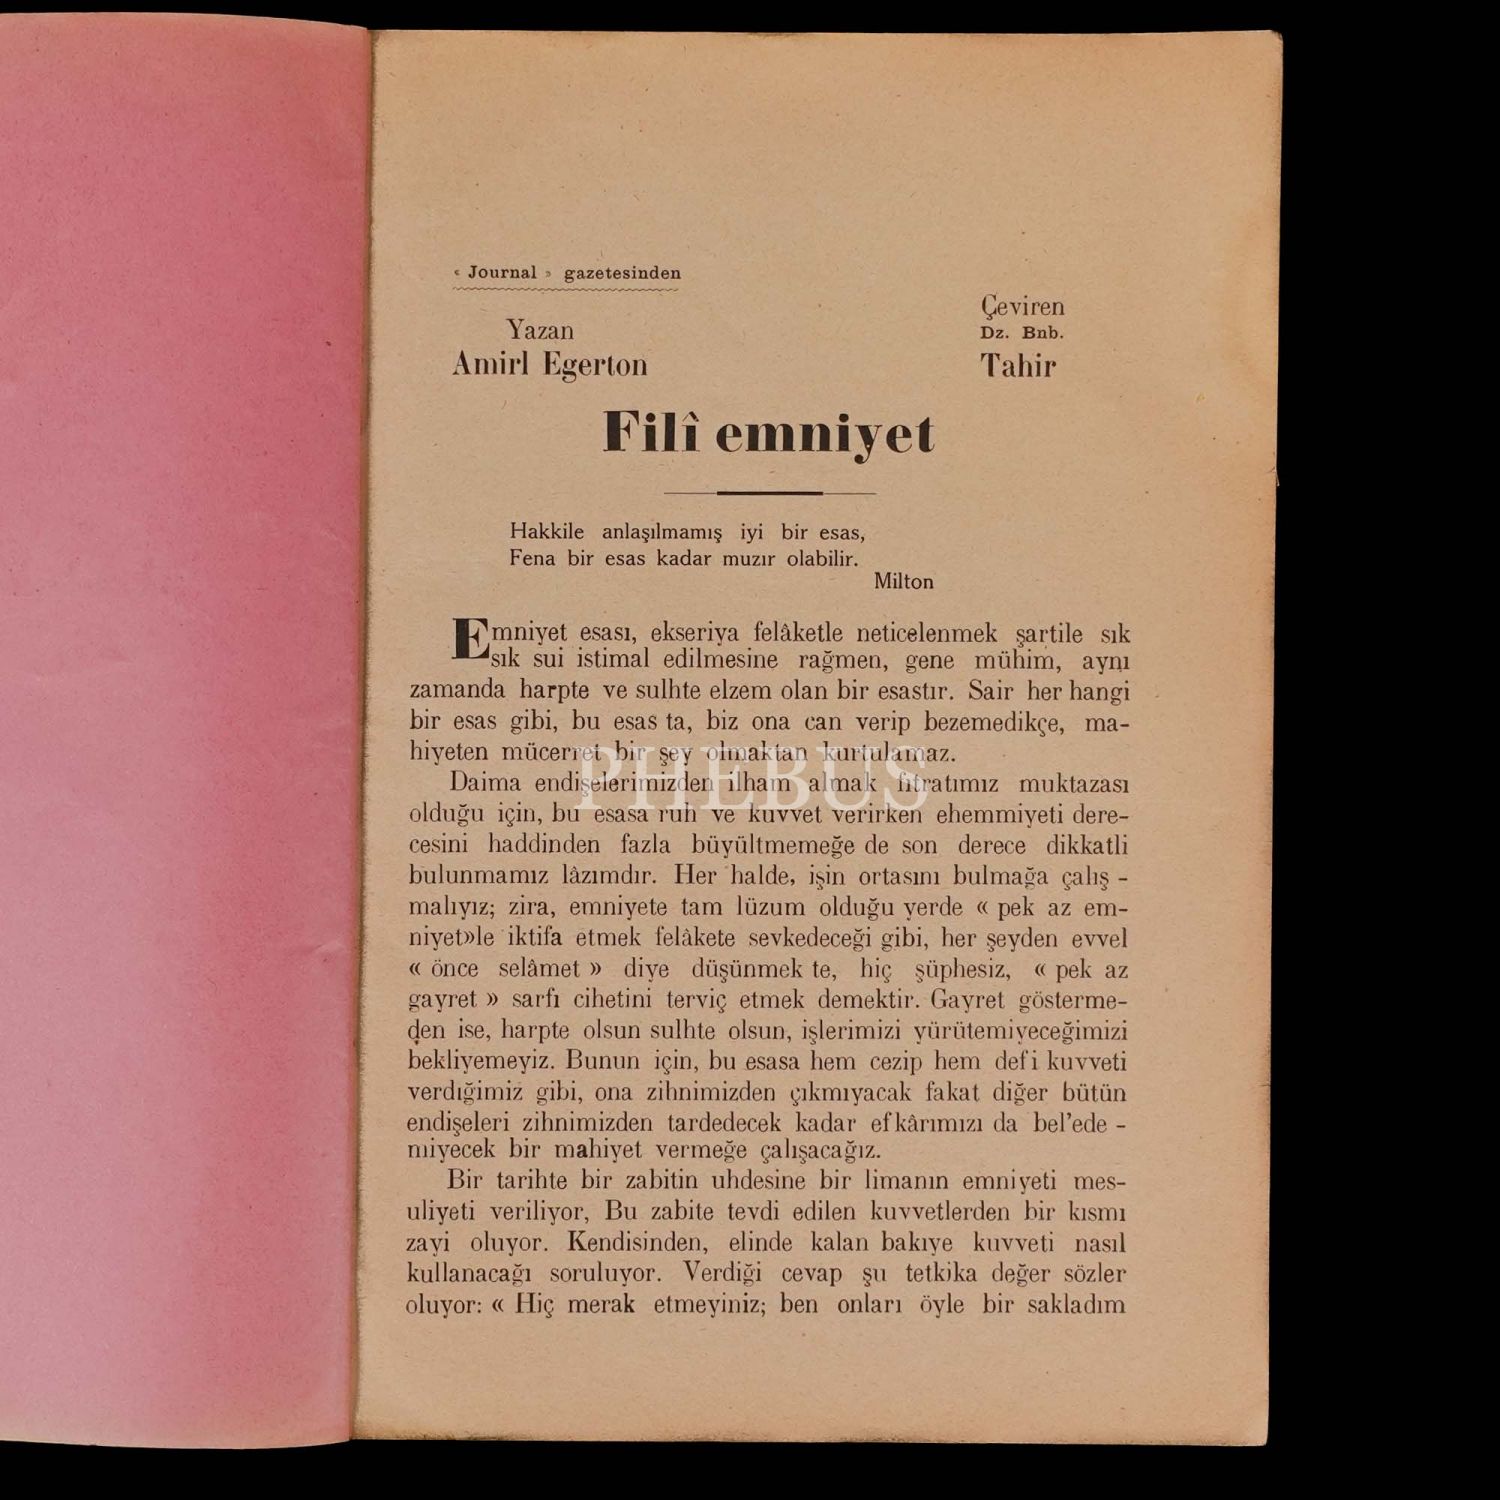 « Journal » gazetesinden
Yazan
Amirl Egerton
Çeviren
Dz. Bnb.
Tahir
Filî emniyet
Hakkile anlaşılmamış iyi bir esas,
Fena bir esas kadar muzır olabilir.
Milton
Emniyet esası, ekseriya felâketle neticelenmek şartile sık
sık sui istimal edilmesine rağmen, gene mühim, aynı
zamanda harpte ve sulhte elzem olan bir esastır. Sair her hangi
bir esas gibi, bu esas ta, biz ona can verip bezemedikçe, ma-
hiyeten mücerret bir şey olmaktan kurtulamaz.
PHEBUS
Daima endişelerimizden ilham almak fıtratımız muktazası
olduğu için, bu esasa ruh ve kuvvet verirken ehemmiyeti dere-
cesini haddinden fazla büyültmemeğe de son derece dikkatli
bulunmamız lâzımdır. Her halde, işin ortasını bulmağa çalış -
malıyız; zira, emniyete tam lüzum olduğu yerde « pek az em-
niyet»le iktifa etmek felâkete sevkedeceği gibi, her şeyden evvel
« önce selâmet » diye düşünmek te, hiç şüphesiz, « pek az
gayret » sarfı cihetini terviç etmek demektir. Gayret gösterme-
den ise, harpte olsun sulhte olsun, işlerimizi yürütemiyeceğimizi
bekliyemeyiz. Bunun için, bu esasa hem cezip hem def'i kuvveti
verdiğimiz gibi, ona zihnimizden çıkmıyacak fakat diğer bütün
endişeleri zihnimizden tardedecek kadar efkârımızı da bel'ede -
miyecek bir mahiyet vermeğe çalışacağız.
Bir tarihte bir zabitin uhdesine bir limanın emniyeti mes-
uliyeti veriliyor, Bu zabite tevdi edilen kuvvetlerden bir kısmı
zayi oluyor. Kendisinden, elinde kalan bakıye kuvveti nasıl
kullanacağı soruluyor. Verdiği cevap şu tetkika değer sözler
oluyor: « Hiç merak etmeyiniz; ben onları öyle bir sakladım